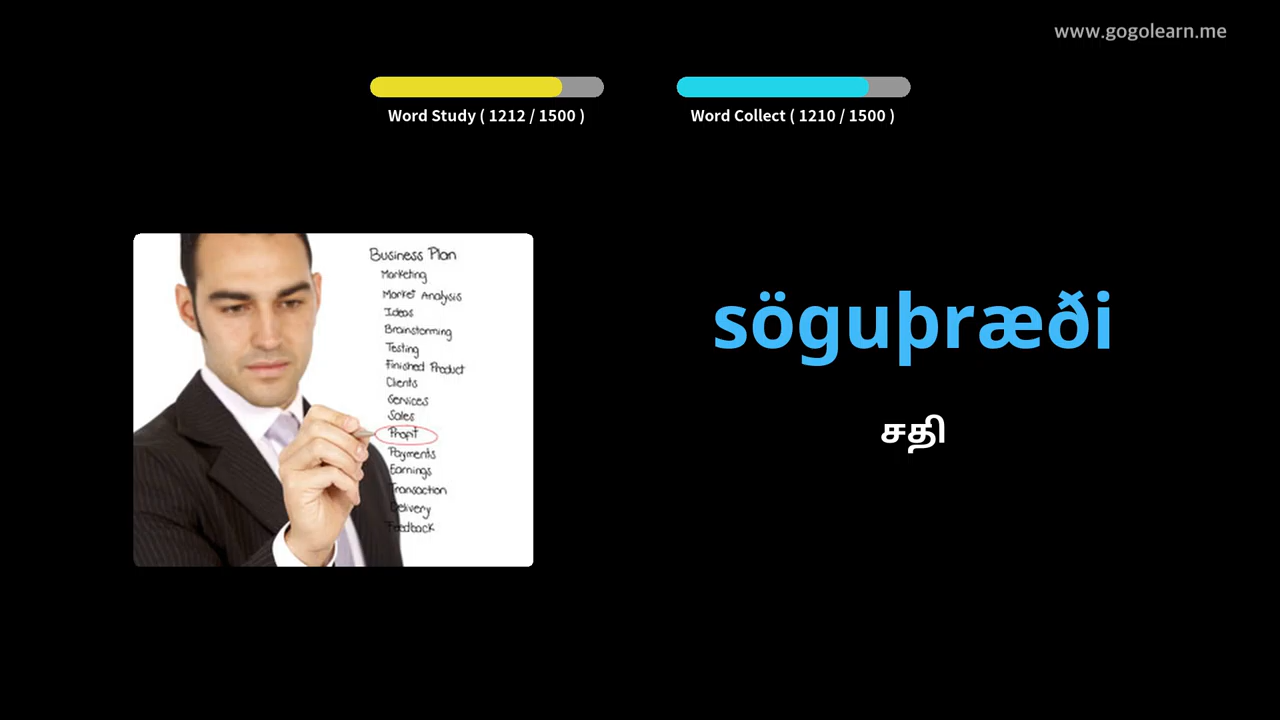 www.gogolearn.me
Word Study ( 1212 / 1500 )
Word Collect ( 1210 / 1500 )
Business Plan
Marketing
Market Analysis
Ideas
Brainstorming
Testing
Finished Product
Clients
Services
Sales
Profit
Payments
Earnings
Transaction
Delivery
Feedback
söguþræði
சதி